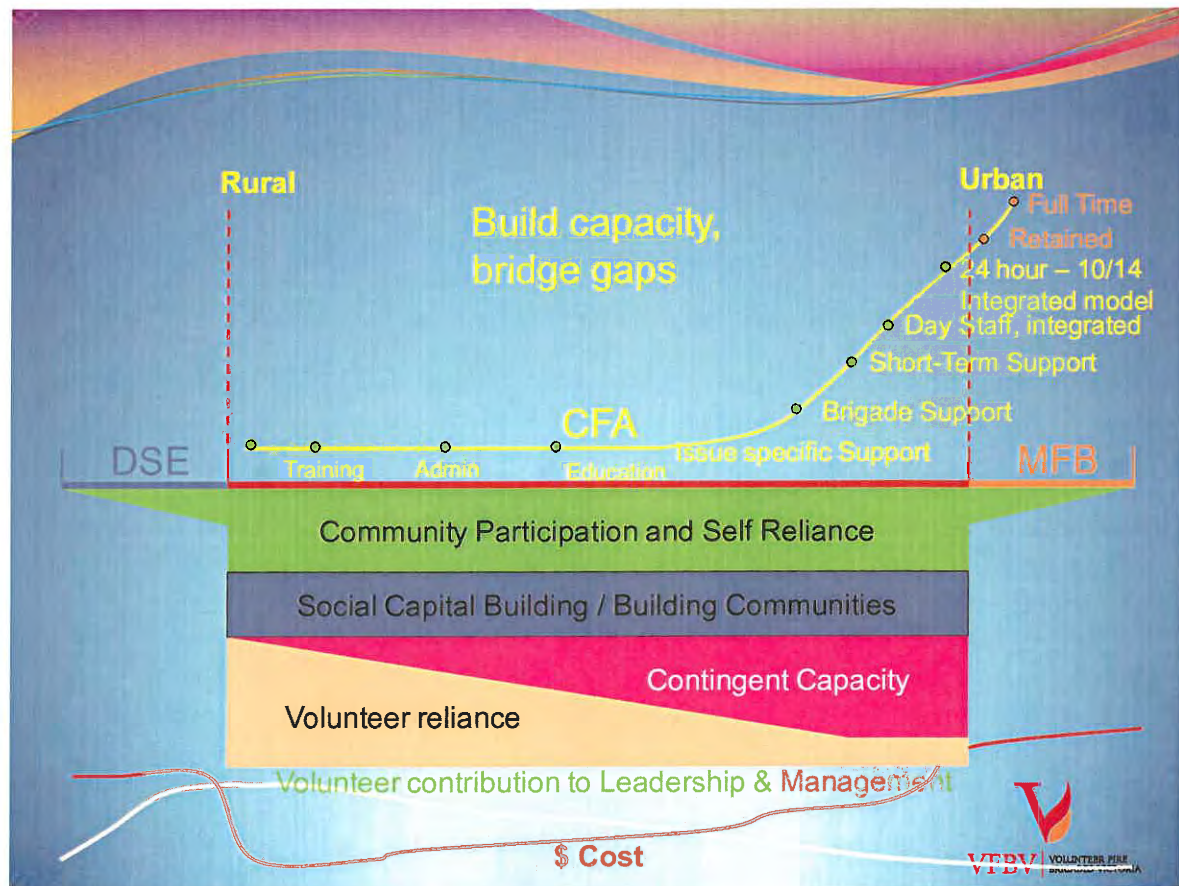 Rural
Urban
Build capacity,
bridge gaps
Full Time
Retained
24 hour – 10/14
Integrated model
Day Staff, integrated
Short-Term Support
Brigade Support
CFA
Issue specific Support
DSE
Training
Admin
Education
MFB
Community Participation and Self Reliance
Social Capital Building / Building Communities
Contingent Capacity
Volunteer reliance
Volunteer contribution to Leadership & Management
$ Cost
VFBV
VOLUNTEER FIRE
BRIGADES VICTORIA